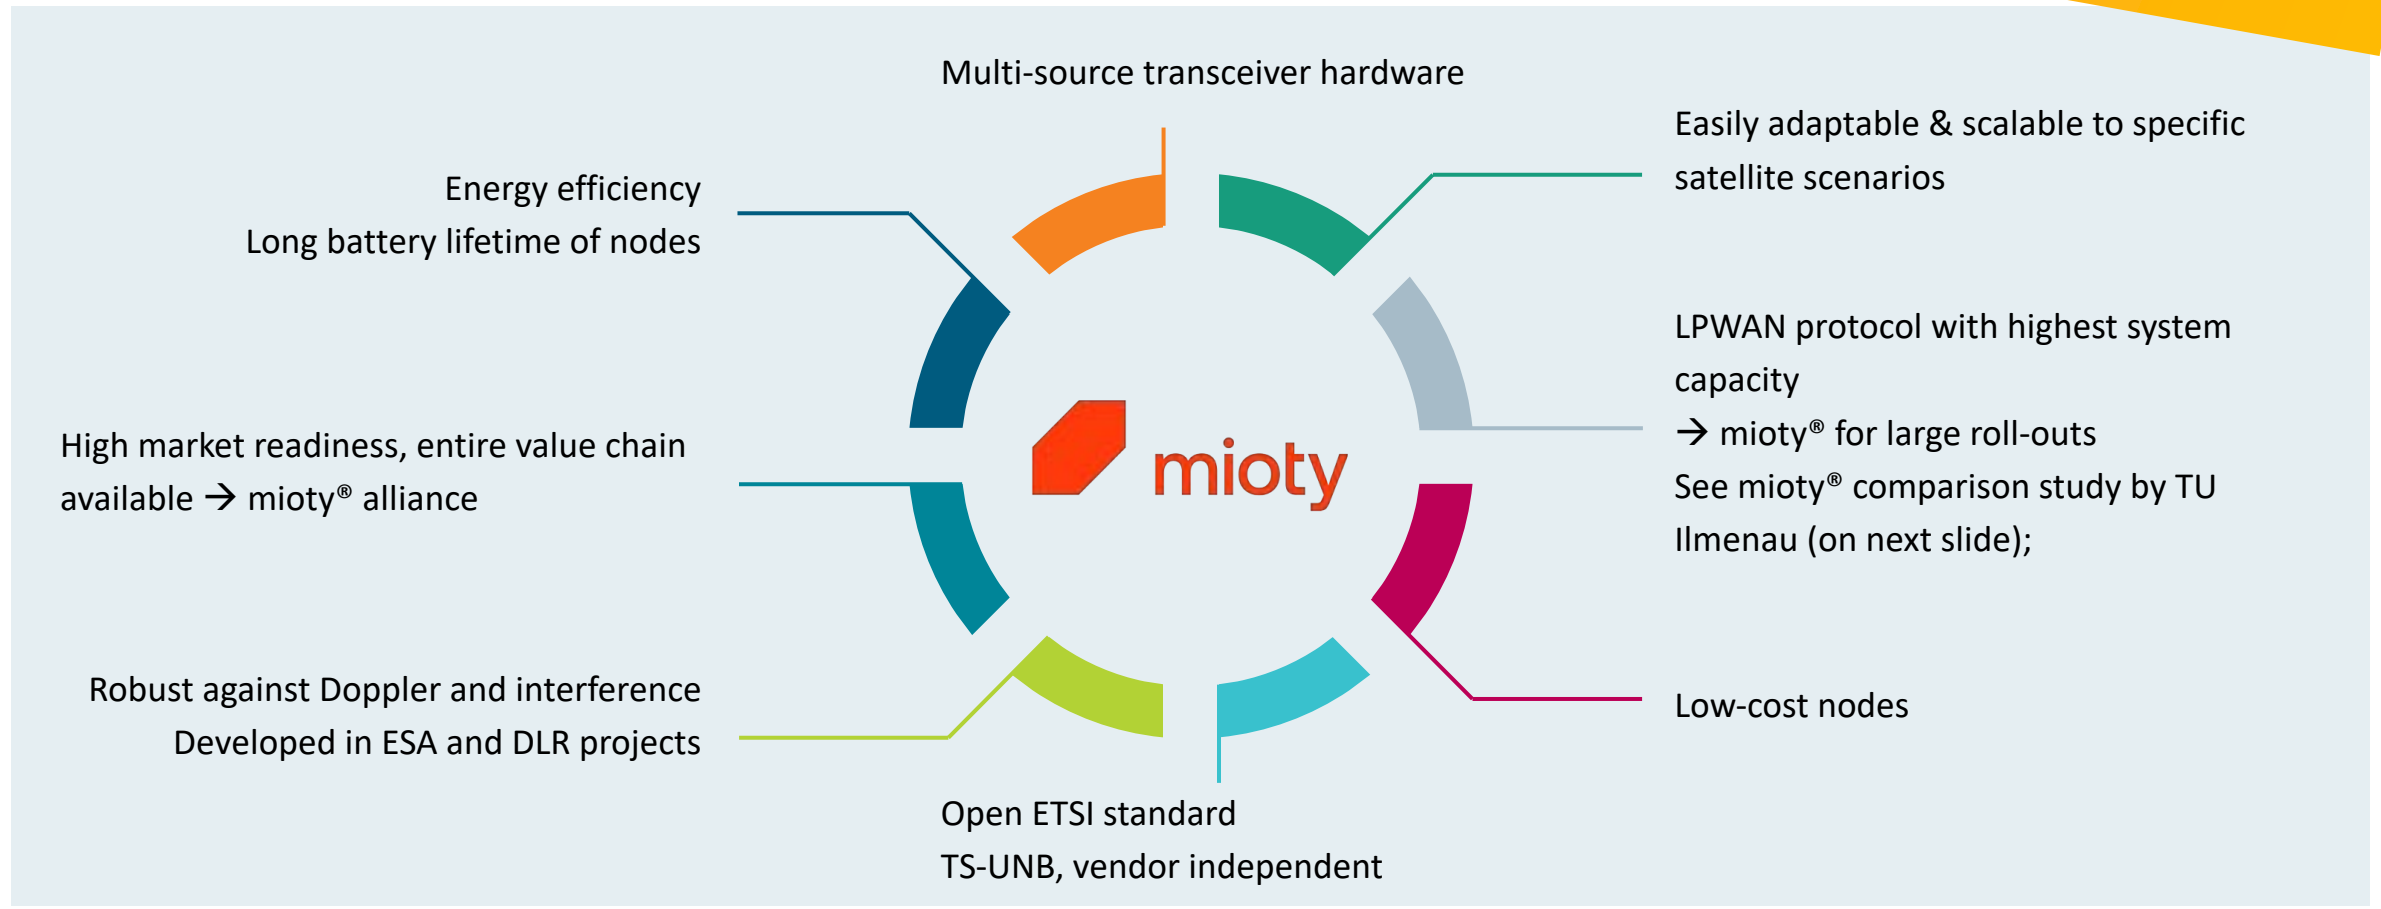 Multi-source transceiver hardware
Easily adaptable & scalable to specific
satellite scenarios
Energy efficiency
Long battery lifetime of nodes
LPWAN protocol with highest system
capacity
→ mioty® for large roll-outs
See mioty® comparison study by TU
Ilmenau (on next slide);
High market readiness, entire value chain
available → mioty® alliance
mioty
Robust against Doppler and interference
Developed in ESA and DLR projects
Low-cost nodes
Open ETSI standard
TS-UNB, vendor independent